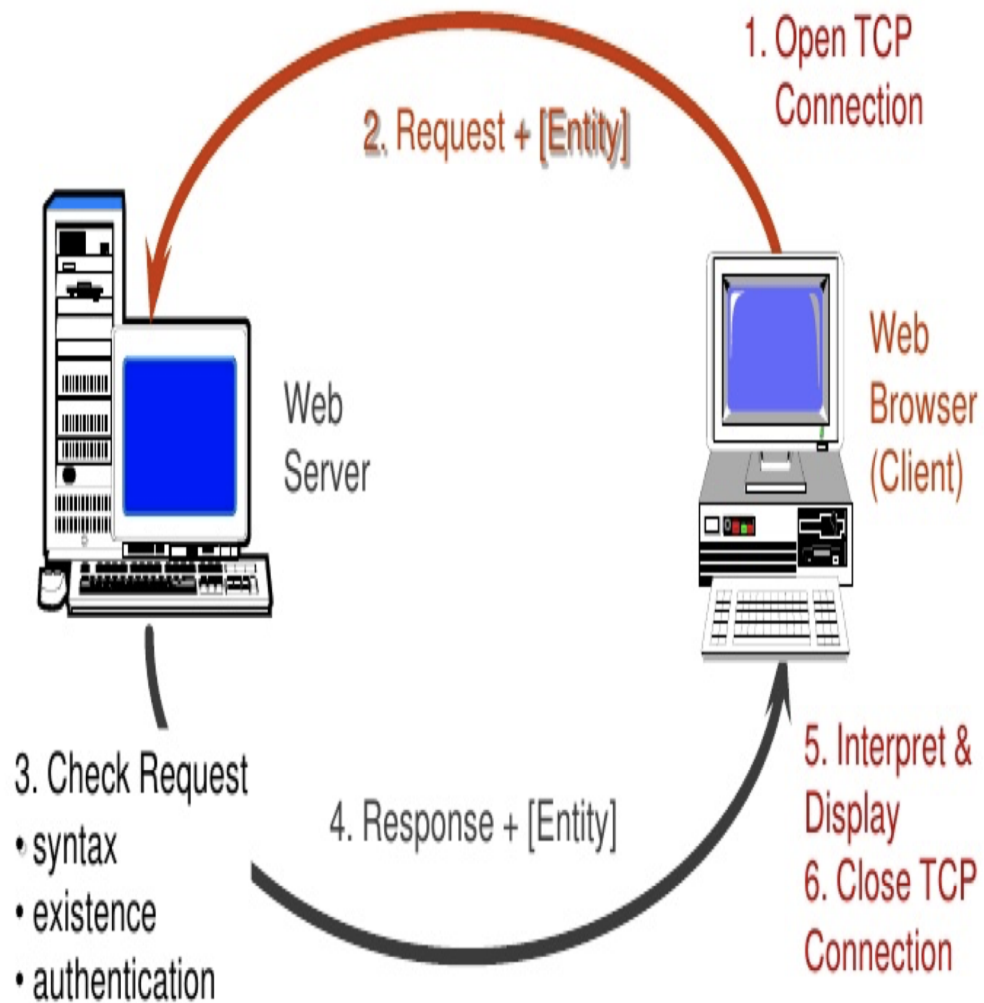 1. Open TCP
Connection
2. Request + [Entity]
Web
Server
Web
Browser
(Client)
3. Check Request
• syntax
• existence
• authentication
4. Response + [Entity]
5. Interpret &
Display
6. Close TCP
Connection